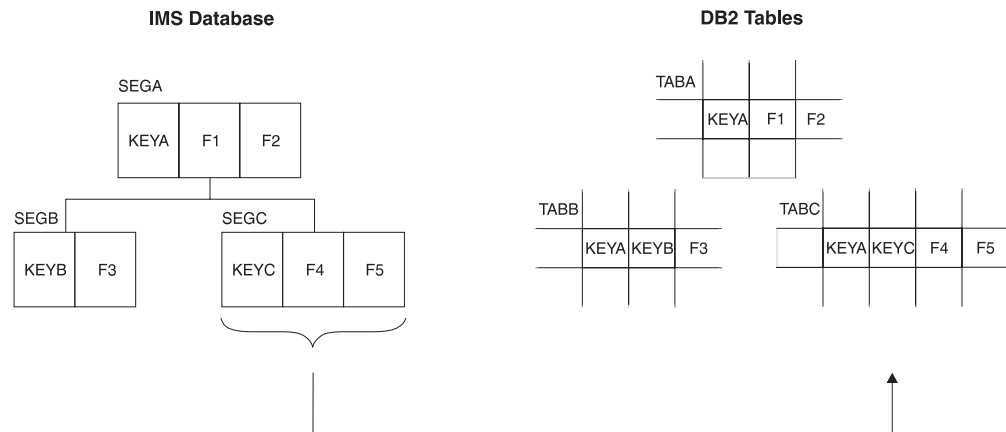 IMS Database
SEGA
KEYA F1 F2
SEGB
KEYB F3
SEGC
KEYC F4 F5
DB2 Tables
TABA
KEYA F1 F2
TABB
KEYA KEYB F3
TABC
KEYA KEYC F4 F5